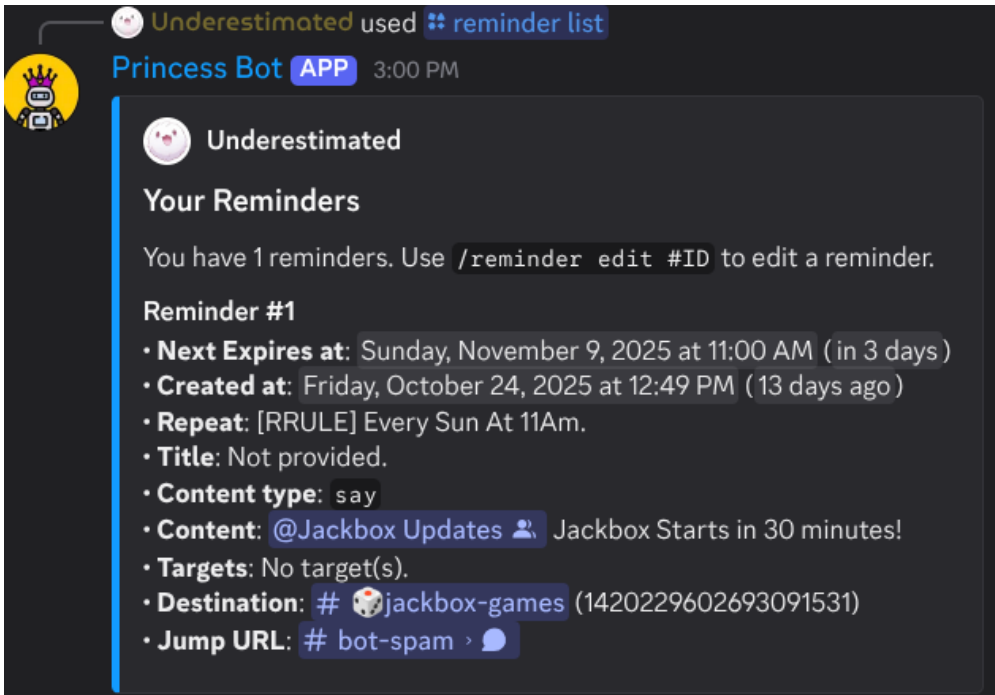 Underestimated used reminder list
Princess Bot APP 3:00 PM
Underestimated
Your Reminders
You have 1 reminders. Use /reminder edit #ID to edit a reminder.
Reminder #1
• Next Expires at: Sunday, November 9, 2025 at 11:00 AM (in 3 days)
• Created at: Friday, October 24, 2025 at 12:49 PM (13 days ago)
• Repeat: [RRULE] Every Sun At 11Am.
• Title: Not provided.
• Content type: say
• Content: @Jackbox Updates Jackbox Starts in 30 minutes!
• Targets: No target(s).
• Destination: # 🎲jackbox-games (1420229602693091531)
• Jump URL: # bot-spam ›